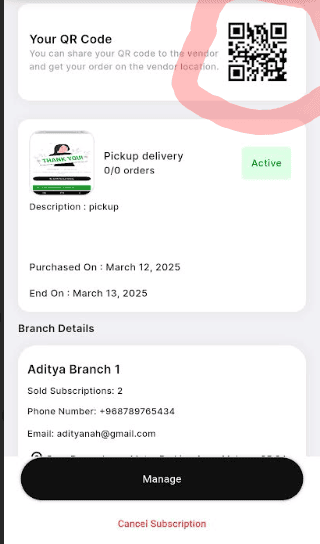 Your QR Code
You can share your QR code to the vendor
and get your order on the vendor location.
THANK YOU!
Pickup delivery
0/0 orders
Active
Description : pickup
Purchased On : March 12, 2025
End On : March 13, 2025
Branch Details
Aditya Branch 1
Sold Subscriptions: 2
Phone Number: +968789765434
Email: adityanah@gmail.com
Manage
Cancel Subscription